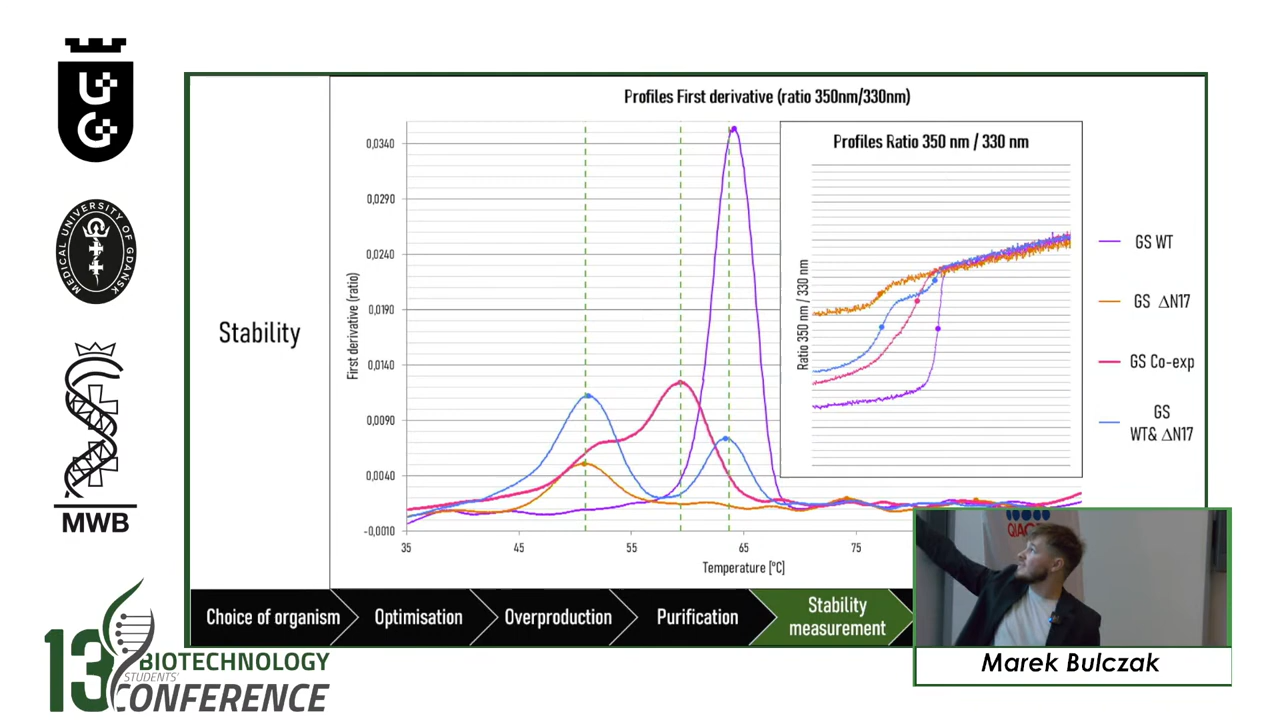 UG
MEDICAL UNIVERSITY OF GDAŃSK
MWB
13 BIOTECHNOLOGY
STUDENTS'
CONFERENCE
Stability
Profiles First derivative (ratio 350nm/330nm)
First derivative (ratio)
0,0340
0,0290
0,0240
0,0190
0,0140
0,0090
0,0040
-0,0010
35
45
55
65
75
Temperature [°C]
Profiles Ratio 350 nm / 330 nm
Ratio 350 nm / 330 nm
GS WT
GS ΔN17
GS Co-exp
GS
WT& ΔN17
Choice of organism
Optimisation
Overproduction
Purification
Stability
measurement
Marek Bulczak